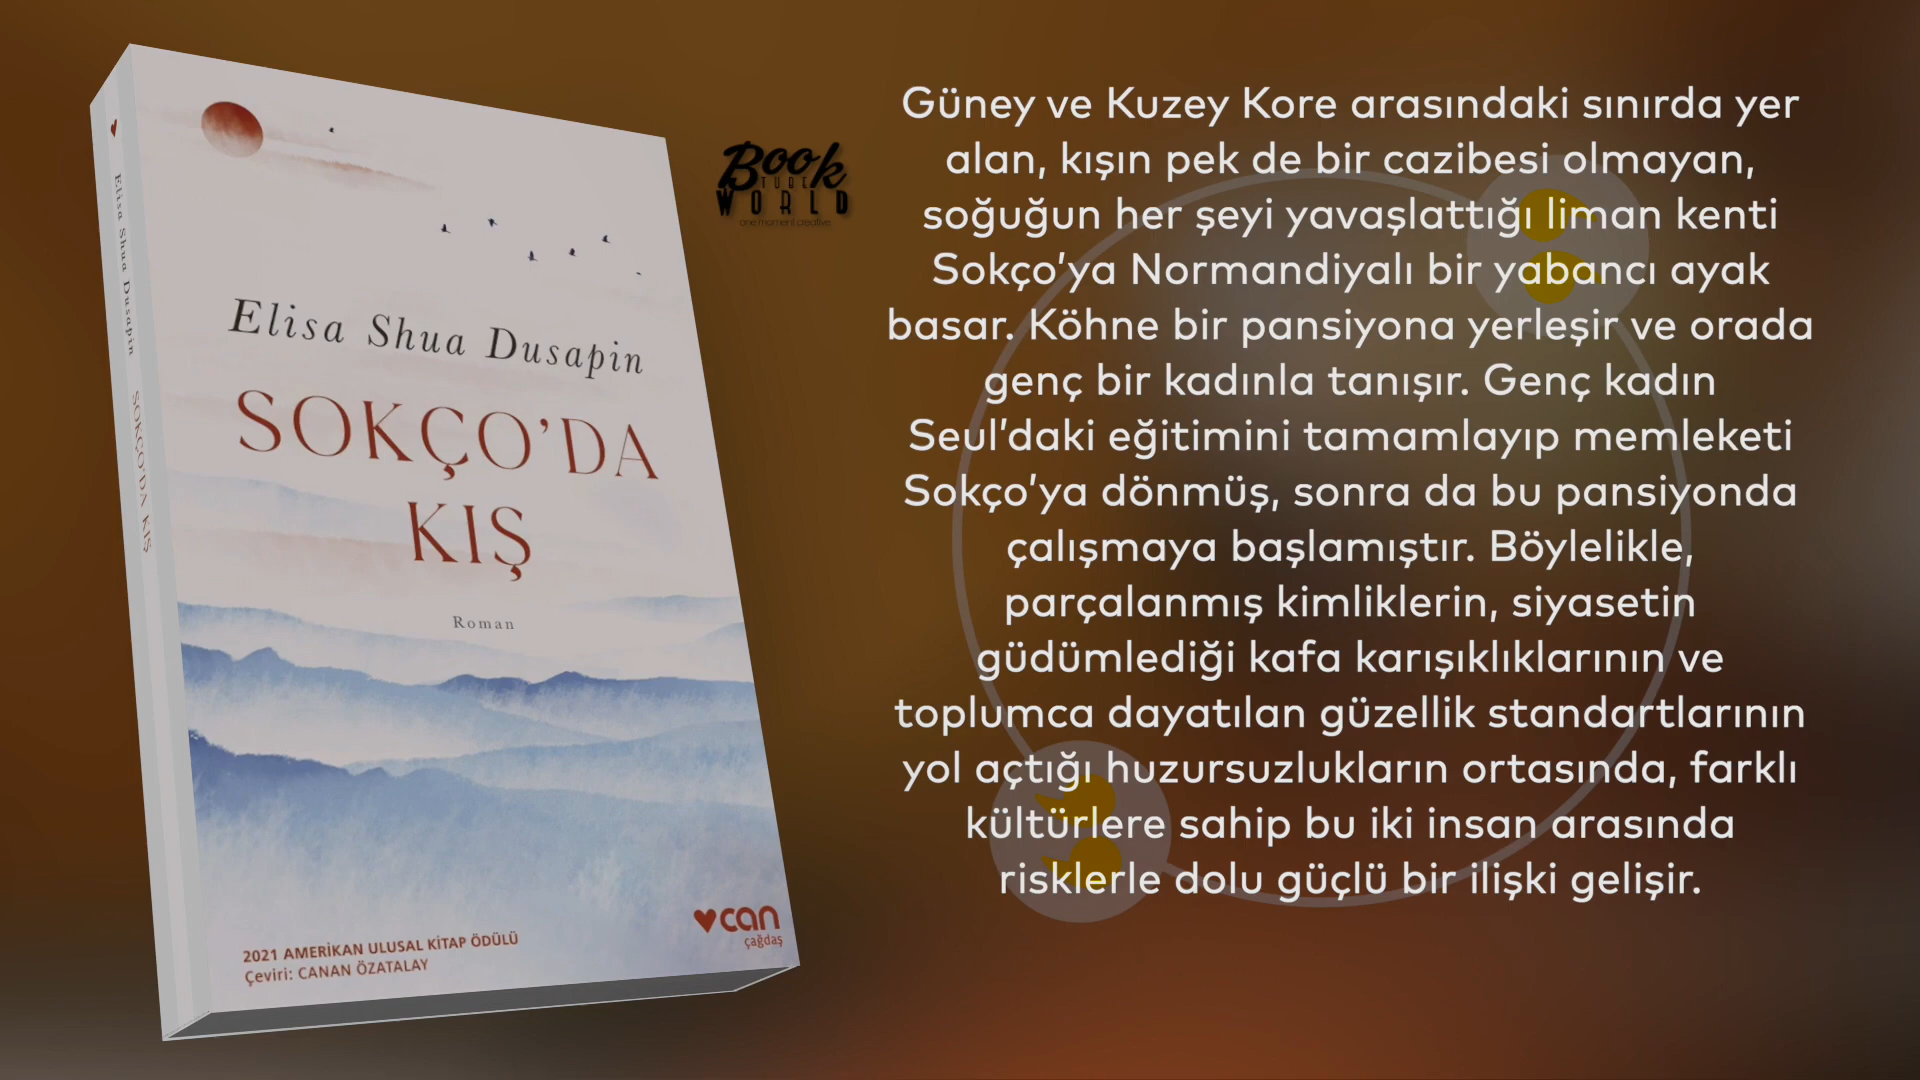 Elisa Shua Dusapin
SOKÇO'DA KIŞ
Elisa Shua Dusapin
SOKÇO'DA
KIŞ
Roman
2021 AMERİKAN ULUSAL KİTAP ÖDÜLÜ
Çeviri: CANAN ÖZATALAY
can
çağdaş
Book
TURE
WORLD
one moment creative
Güney ve Kuzey Kore arasındaki sınırda yer
alan, kışın pek de bir cazibesi olmayan,
soğuğun her şeyi yavaşlattığı liman kenti
Sokço’ya Normandiyalı bir yabancı ayak
basar. Köhne bir pansiyona yerleşir ve orada
genç bir kadınla tanışır. Genç kadın
Seul’daki eğitimini tamamlayıp memleketi
Sokço’ya dönmüş, sonra da bu pansiyonda
çalışmaya başlamıştır. Böylelikle,
parçalanmış kimliklerin, siyasetin
güdümlediği kafa karışıklıklarının ve
toplumca dayatılan güzellik standartlarının
yol açtığı huzursuzlukların ortasında, farklı
kültürlere sahip bu iki insan arasında
risklerle dolu güçlü bir ilişki gelişir.